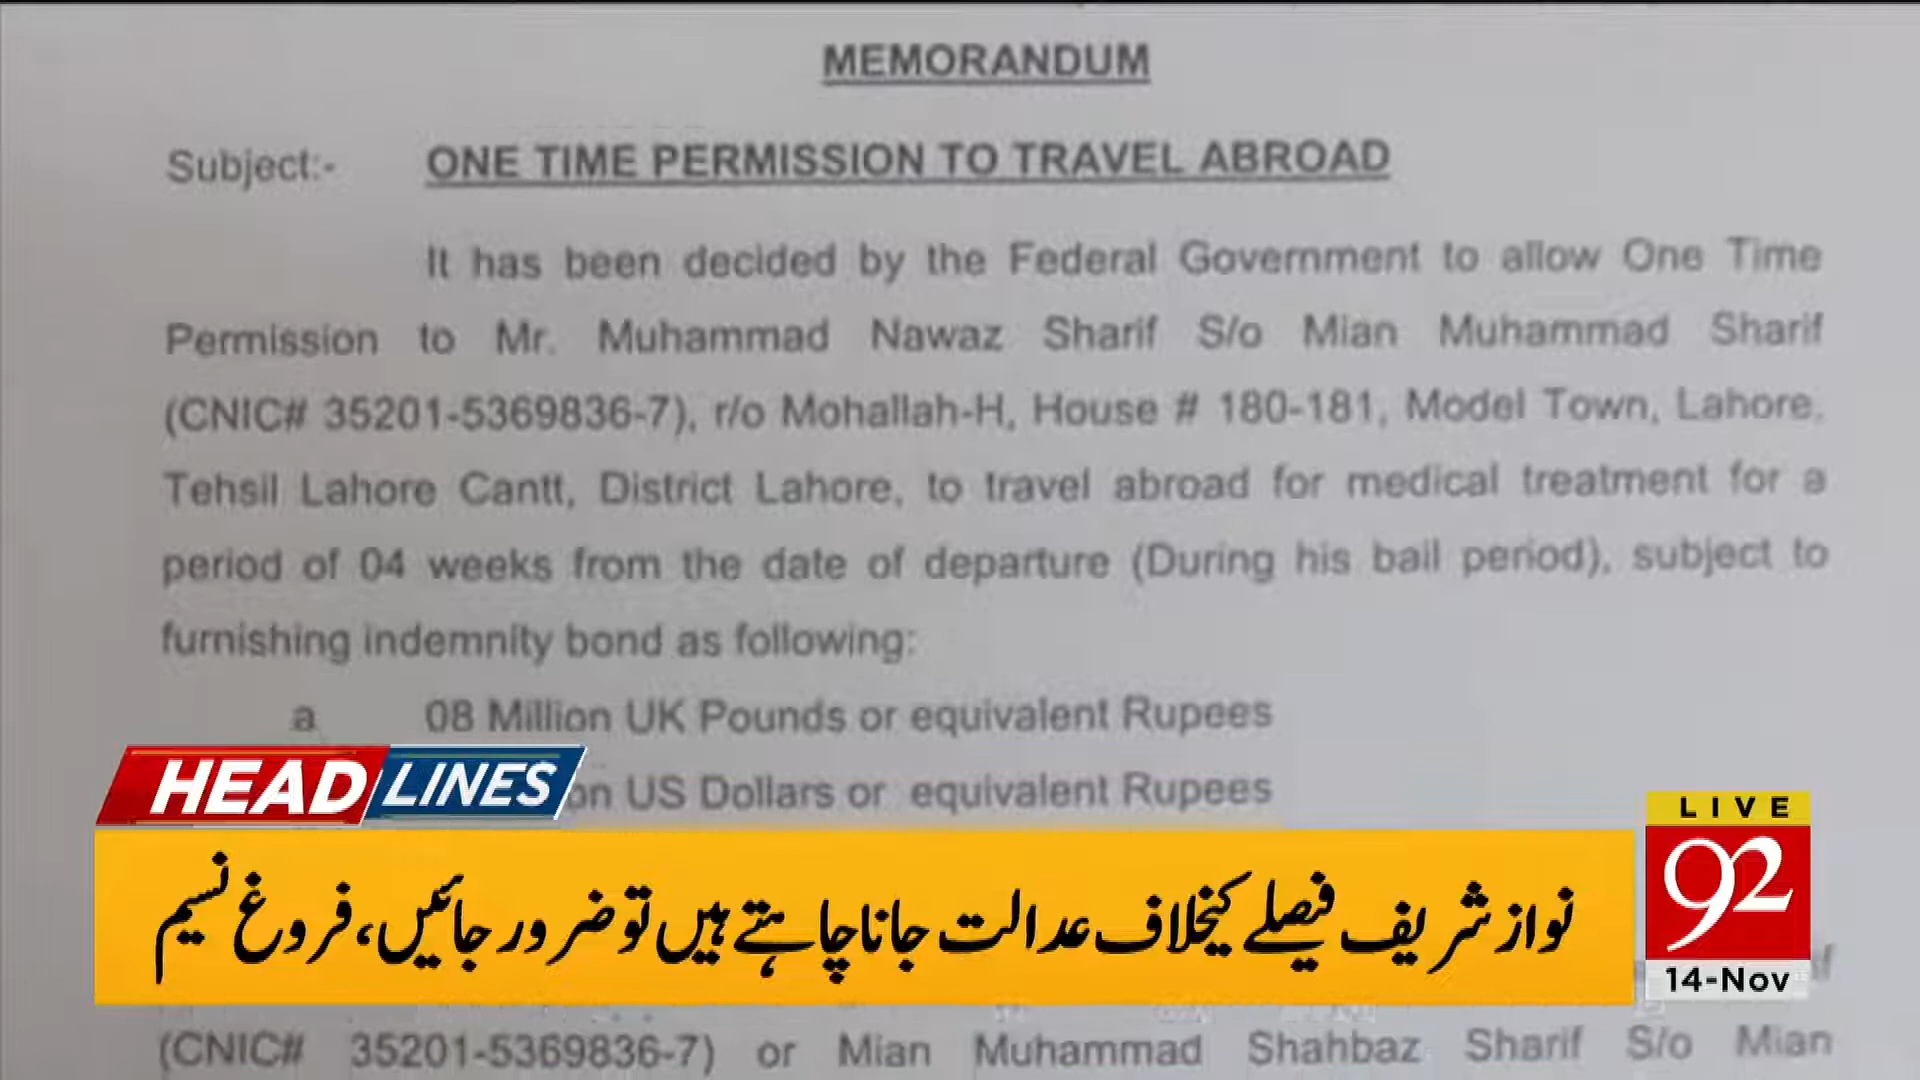 MEMORANDUM
Subject:- ONE TIME PERMISSION TO TRAVEL ABROAD
It has been decided by the Federal Government to allow One Time
Permission to Mr. Muhammad Nawaz Sharif S/o Mian Muhammad Sharif
(CNIC# 35201-5369836-7), r/o Mohallah-H, House # 180-181, Model Town, Lahore,
Tehsil Lahore Cantt, District Lahore, to travel abroad for medical treatment for a
period of 04 weeks from the date of departure (During his bail period), subject to
furnishing indemnity bond as following:
a 08 Million UK Pounds or equivalent Rupees
US Dollars or equivalent Rupees
HEADLINES
LIVE
92
14-Nov
نواز شریف فیصلے کیخلاف عدالت جانا چاہتے ہیں تو ضرور جائیں، فروغ نسیم
(CNIC# 35201-5369836-7) or Mian Muhammad Shahbaz Sharif S/o Mian